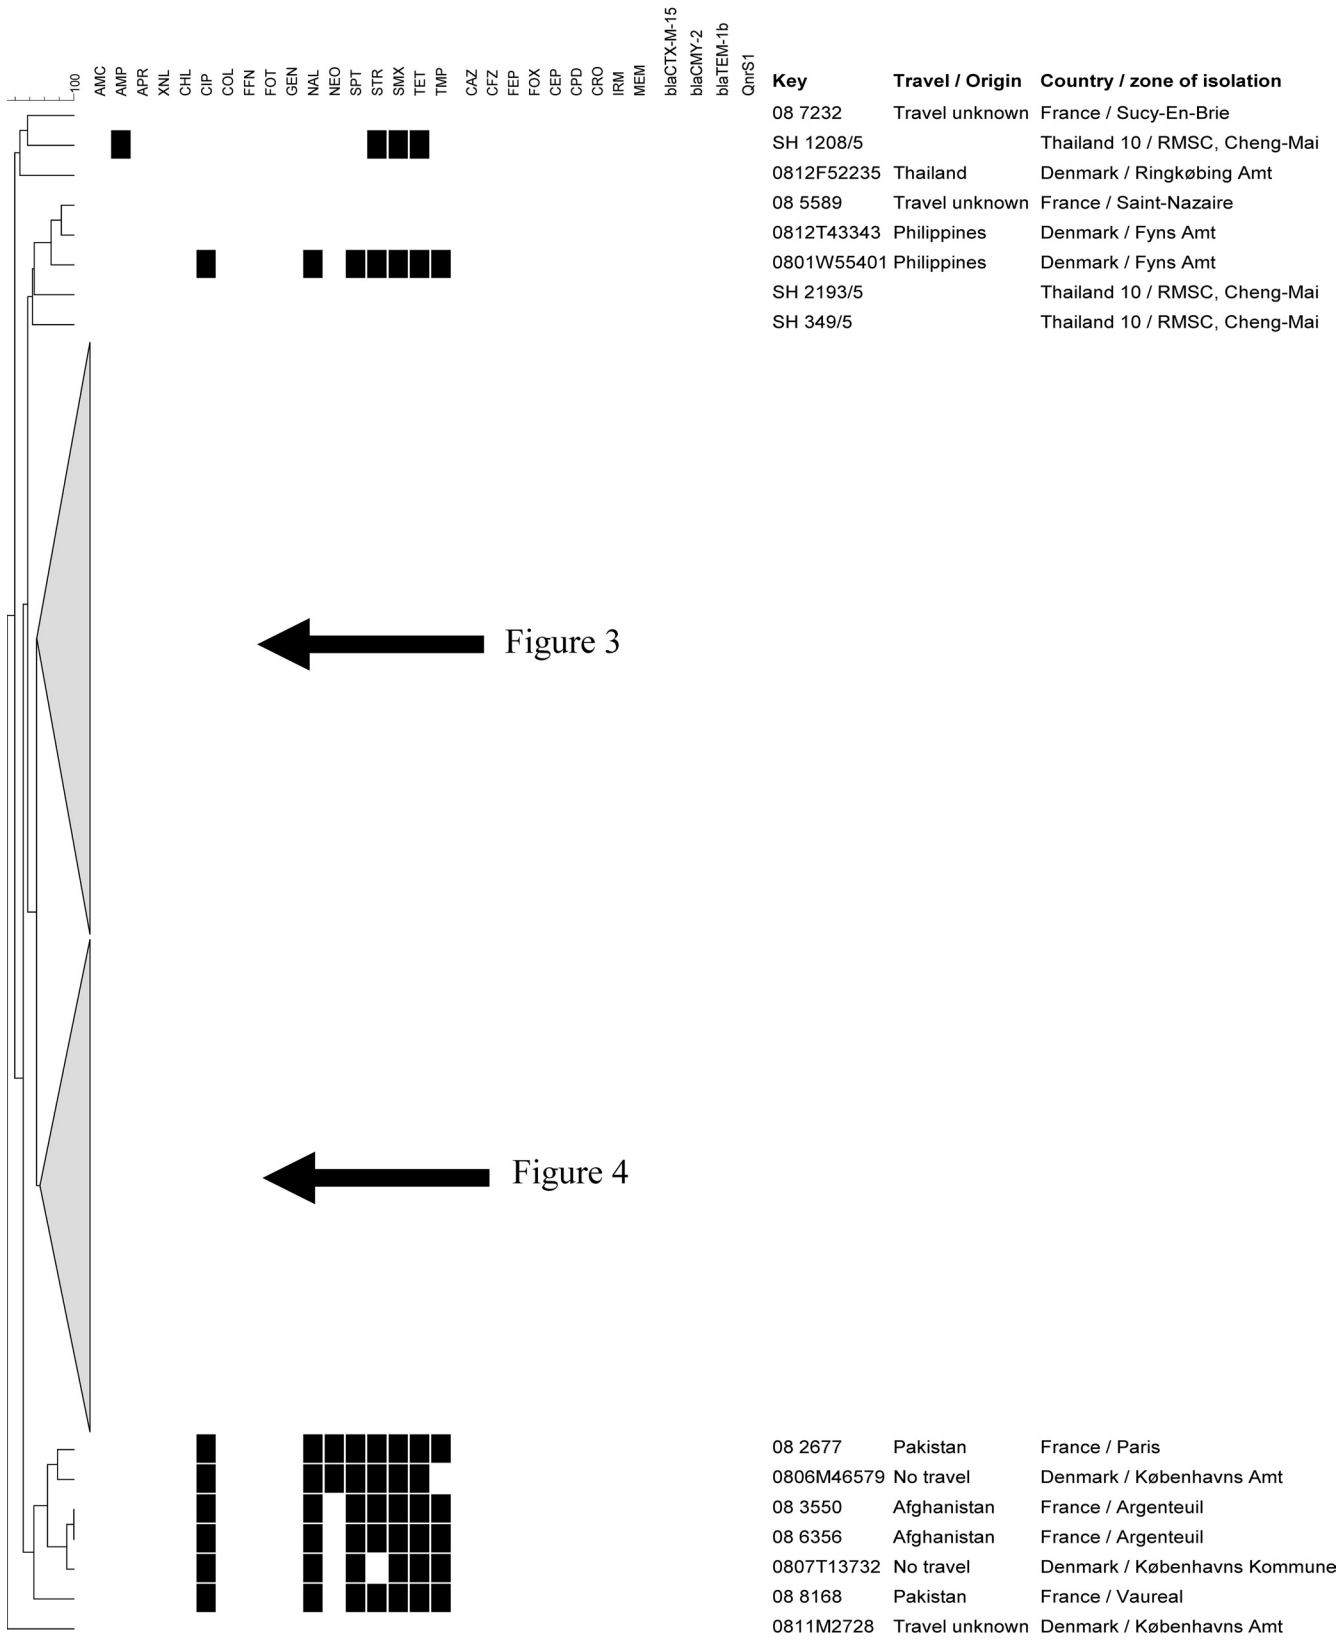 100 AMC AMP APR XNL CHL CIP COL FFN FOT GEN NAL NEO SPT STR SMX TET TMP CAZ CFZ FEP FOX CEP CPD CRO IRM MEM blaCTX-M-15 blaCMY-2 blaTEM-1b QnrS1
Key Travel / Origin Country / zone of isolation
08 7232 Travel unknown France / Sucy-En-Brie
SH 1208/5 Thailand 10 / RMSC, Cheng-Mai
0812F52235 Thailand Denmark / Ringkøbing Amt
08 5589 Travel unknown France / Saint-Nazaire
0812T43343 Philippines Denmark / Fyns Amt
0801W55401 Philippines Denmark / Fyns Amt
SH 2193/5 Thailand 10 / RMSC, Cheng-Mai
SH 349/5 Thailand 10 / RMSC, Cheng-Mai
Figure 3
Figure 4
08 2677 Pakistan France / Paris
0806M46579 No travel Denmark / Københavns Amt
08 3550 Afghanistan France / Argenteuil
08 6356 Afghanistan France / Argenteuil
0807T13732 No travel Denmark / Københavns Kommune
08 8168 Pakistan France / Vaureal
0811M2728 Travel unknown Denmark / Københavns Amt